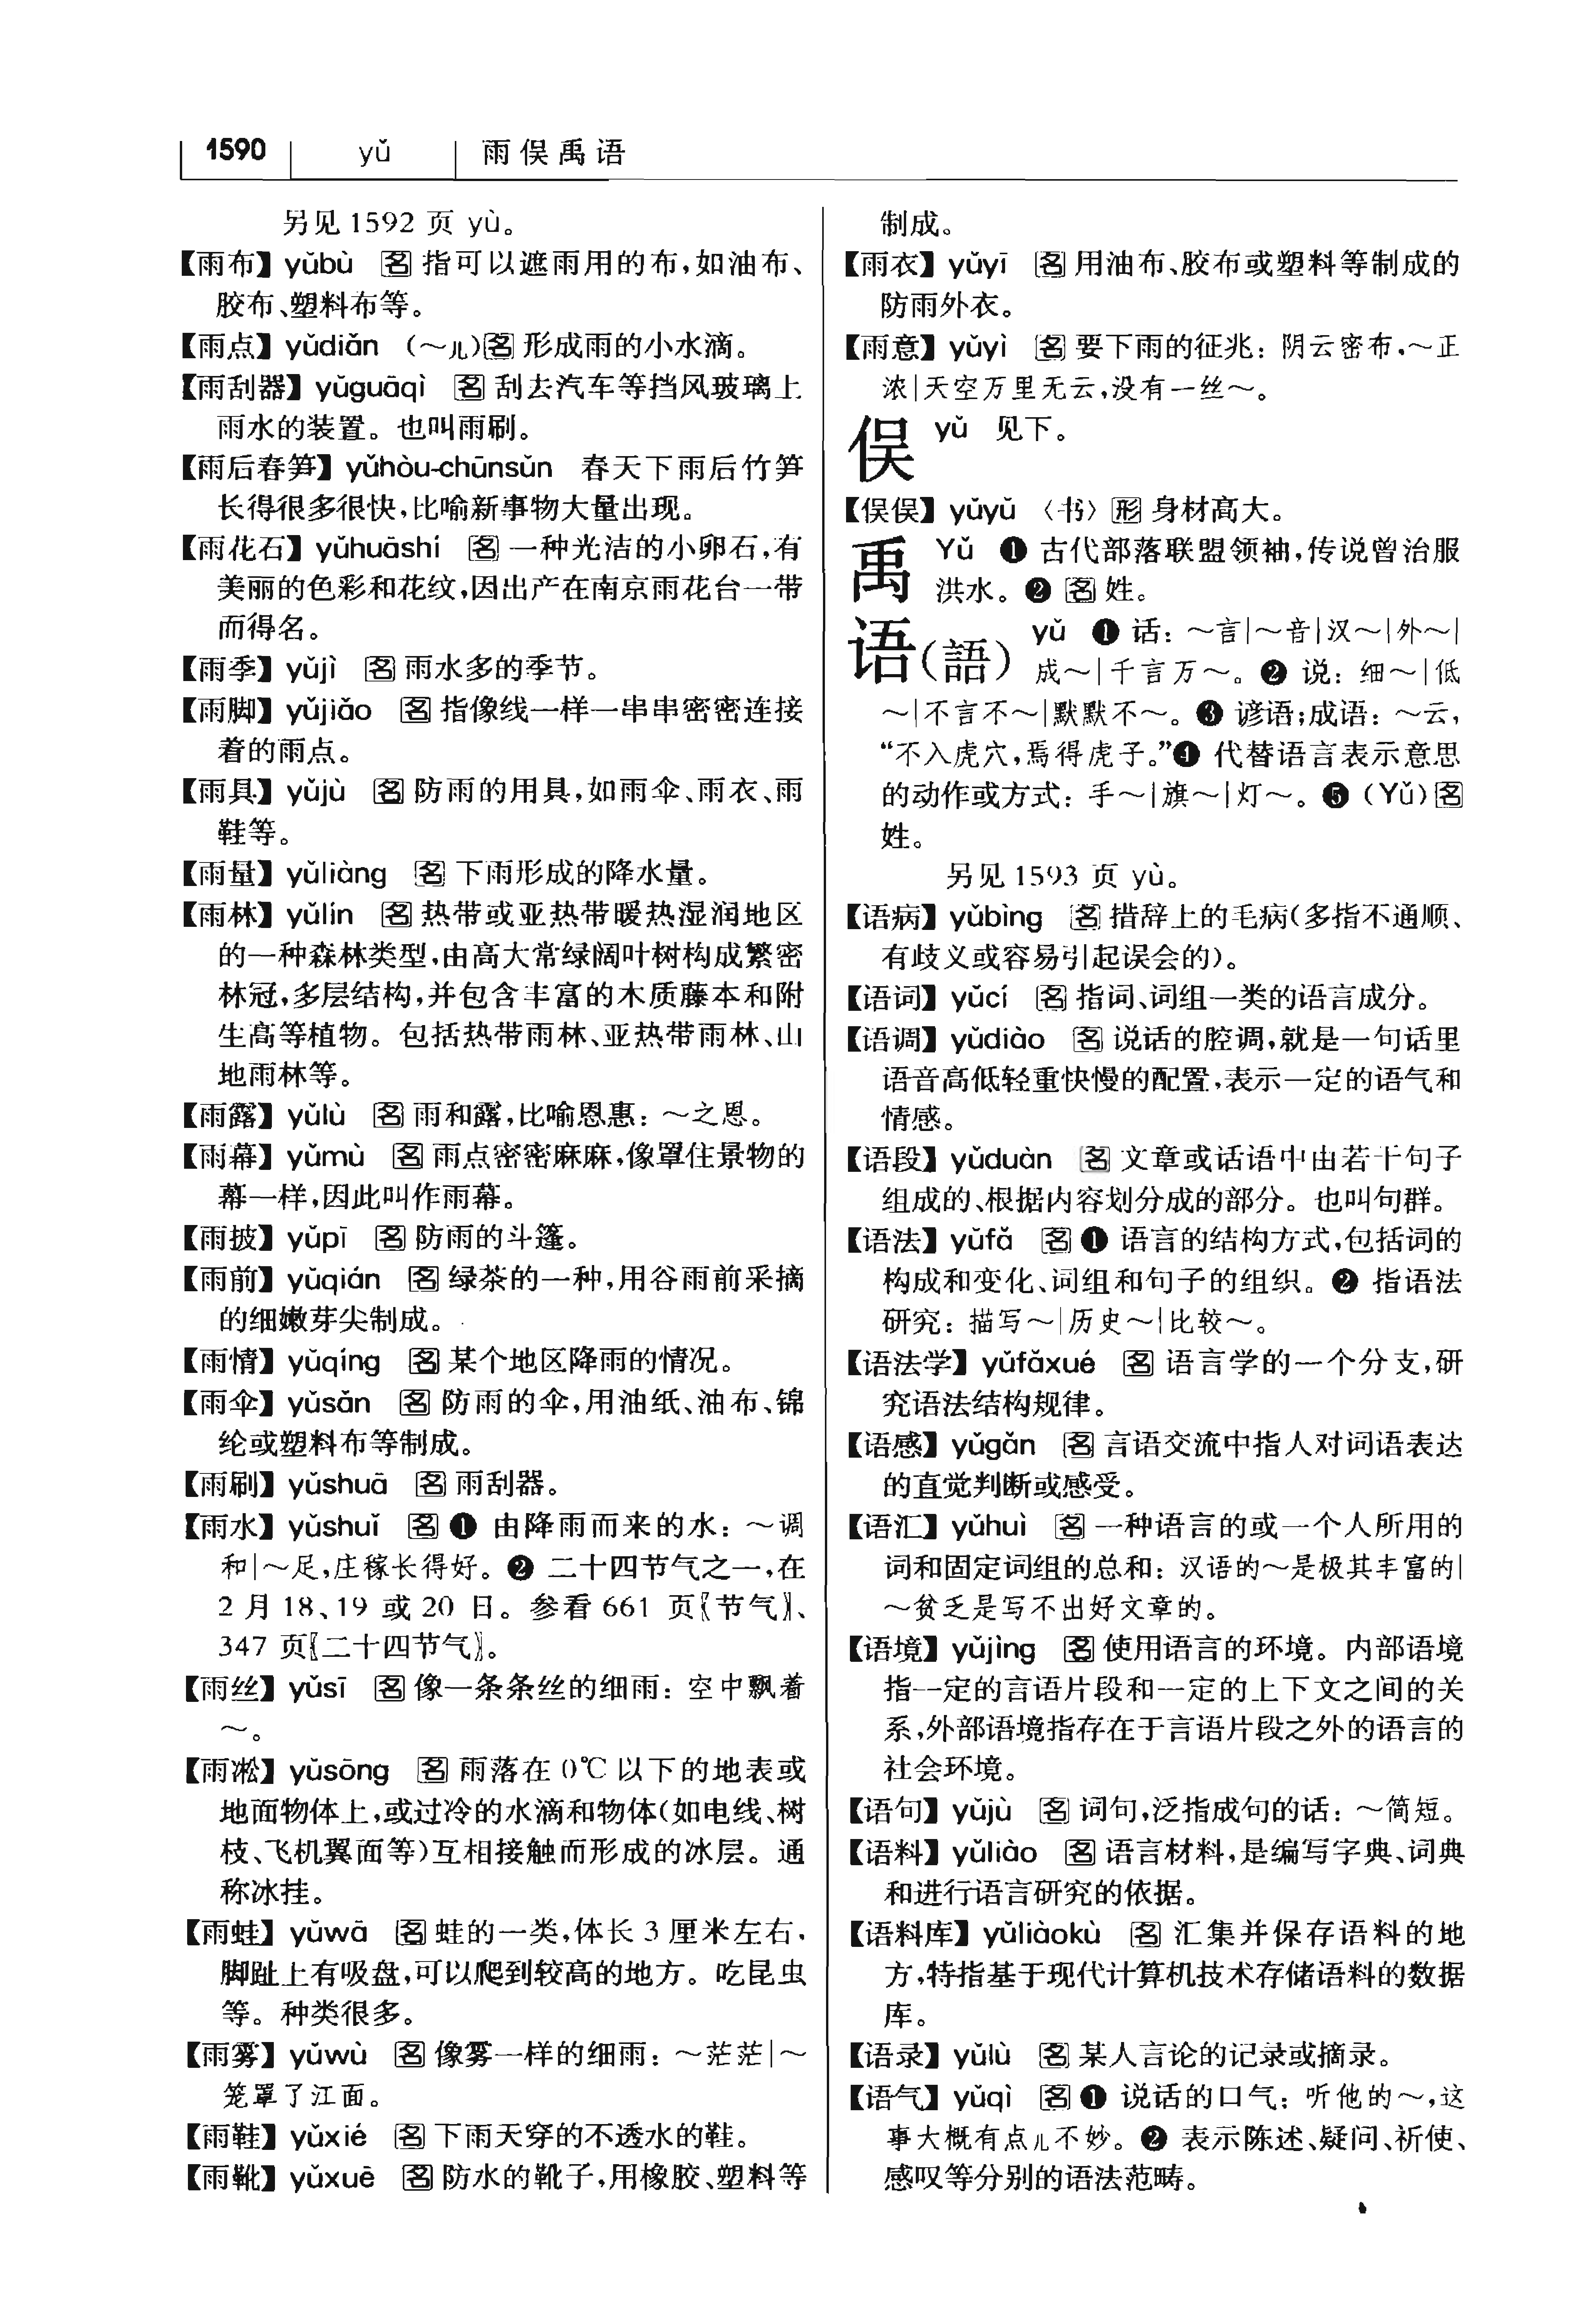 1590 yǔ 雨俣禹语
另见1592页 yù。
【雨布】yǔbù 名 指可以遮雨用的布,如油布、
胶布、塑料布等。
【雨点】yǔdiǎn (～儿)名 形成雨的小水滴。
【雨刮器】yǔguāqì 名 刮去汽车等挡风玻璃上
雨水的装置。也叫雨刷。
【雨后春笋】yǔhòu-chūnsǔn 春天下雨后竹笋
长得很多很快,比喻新事物大量出现。
【雨花石】yǔhuāshí 名 一种光洁的小卵石,有
美丽的色彩和花纹,因出产在南京雨花台一带
而得名。
【雨季】yǔjì 名 雨水多的季节。
【雨脚】yǔjiǎo 名 指像线一样一串串密密连接
着的雨点。
【雨具】yǔjù 名 防雨的用具,如雨伞、雨衣、雨
鞋等。
【雨量】yǔliàng 名 下雨形成的降水量。
【雨林】yǔlín 名 热带或亚热带暖热湿润地区
的一种森林类型,由高大常绿阔叶树构成繁密
林冠,多层结构,并包含丰富的木质藤本和附
生高等植物。包括热带雨林、亚热带雨林、山
地雨林等。
【雨露】yǔlù 名 雨和露,比喻恩惠:～之恩。
【雨幕】yǔmù 名 雨点密密麻麻,像罩住景物的
幕一样,因此叫作雨幕。
【雨披】yǔpī 名 防雨的斗篷。
【雨前】yǔqián 名 绿茶的一种,用谷雨前采摘
的细嫩芽尖制成。
【雨情】yǔqíng 名 某个地区降雨的情况。
【雨伞】yǔsǎn 名 防雨的伞,用油纸、油布、锦
纶或塑料布等制成。
【雨刷】yǔshuā 名 雨刮器。
【雨水】yǔshuǐ 名 ❶ 由降雨而来的水:～调
和|～足,庄稼长得好。❷ 二十四节气之一,在
2月18、19或20日。参看661页〖节气〗、
347页〖二十四节气〗。
【雨丝】yǔsī 名 像一条条丝的细雨:空中飘着
～。
【雨凇】yǔsōng 名 雨落在0℃以下的地表或
地面物体上,或过冷的水滴和物体(如电线、树
枝、飞机翼面等)互相接触而形成的冰层。通
称冰挂。
【雨蛙】yǔwā 名 蛙的一类,体长3厘米左右,
脚趾上有吸盘,可以爬到较高的地方。吃昆虫
等。种类很多。
【雨雾】yǔwù 名 像雾一样的细雨:～茫茫|～
笼罩了江面。
【雨鞋】yǔxié 名 下雨天穿的不透水的鞋。
【雨靴】yǔxuē 名 防水的靴子,用橡胶、塑料等
制成。
【雨衣】yǔyī 名 用油布、胶布或塑料等制成的
防雨外衣。
【雨意】yǔyì 名 要下雨的征兆:阴云密布,～正
浓|天空万里无云,没有一丝～。
俣 yǔ 见下。
【俣俣】yǔyǔ 〈书〉形 身材高大。
禹 Yǔ ❶ 古代部落联盟领袖,传说曾治服
洪水。❷ 名 姓。
语(語) yǔ ❶ 话:～言|～音|汉～|外～|
成～|千言万～。❷ 说:细～|低
～|不言不～|默默不～。❸ 谚语;成语:～云,
“不入虎穴,焉得虎子。”❹ 代替语言表示意思
的动作或方式:手～|旗～|灯～。❺ (Yǔ)名
姓。
另见1593页 yù。
【语病】yǔbìng 名 措辞上的毛病(多指不通顺、
有歧义或容易引起误会的)。
【语词】yǔcí 名 指词、词组一类的语言成分。
【语调】yǔdiào 名 说话的腔调,就是一句话里
语音高低轻重快慢的配置,表示一定的语气和
情感。
【语段】yǔduàn 名 文章或话语中由若干句子
组成的、根据内容划分成的部分。也叫句群。
【语法】yǔfǎ 名 ❶ 语言的结构方式,包括词的
构成和变化、词组和句子的组织。❷ 指语法
研究:描写～|历史～|比较～。
【语法学】yǔfǎxué 名 语言学的一个分支,研
究语法结构规律。
【语感】yǔgǎn 名 言语交流中指人对词语表达
的直觉判断或感受。
【语汇】yǔhuì 名 一种语言的或一个人所用的
词和固定词组的总和:汉语的～是极其丰富的|
～贫乏是写不出好文章的。
【语境】yǔjìng 名 使用语言的环境。内部语境
指一定的言语片段和一定的上下文之间的关
系,外部语境指存在于言语片段之外的语言的
社会环境。
【语句】yǔjù 名 词句,泛指成句的话:～简短。
【语料】yǔliào 名 语言材料,是编写字典、词典
和进行语言研究的依据。
【语料库】yǔliàokù 名 汇集并保存语料的地
方,特指基于现代计算机技术存储语料的数据
库。
【语录】yǔlù 名 某人言论的记录或摘录。
【语气】yǔqì 名 ❶ 说话的口气:听他的～,这
事大概有点儿不妙。❷ 表示陈述、疑问、祈使、
感叹等分别的语法范畴。